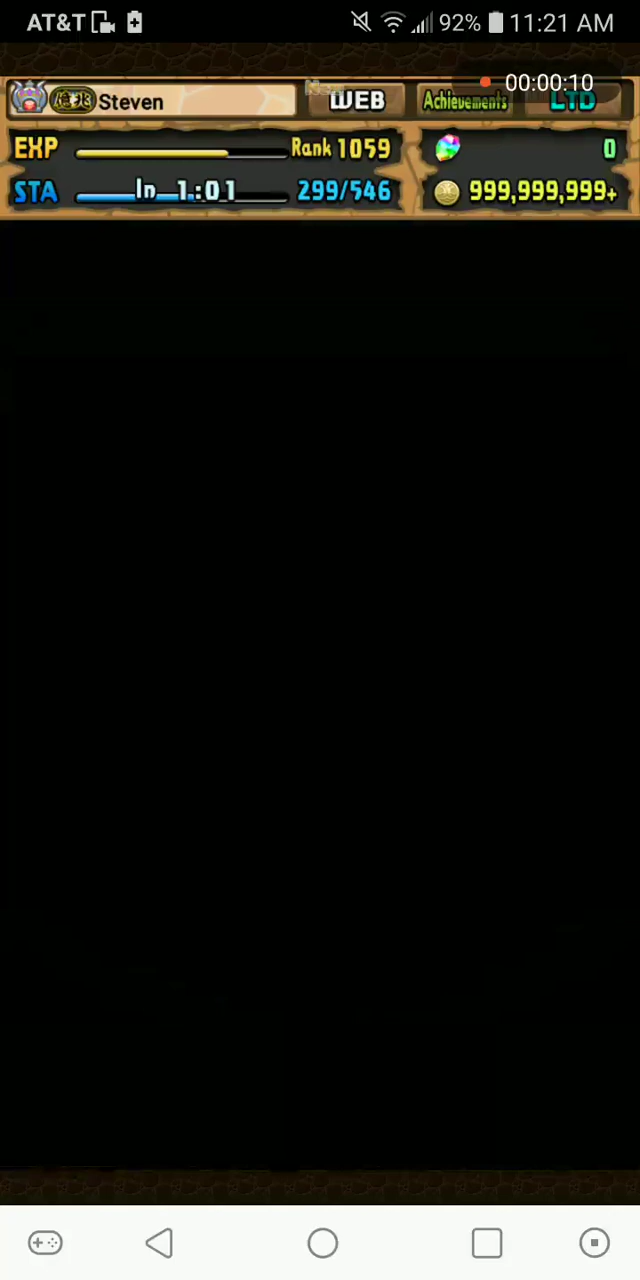 AT&T 92% 11:21 AM
00:00:10
Steven WEB Achievements LTD
EXP Rank 1059 0
STA In 1:01 299/546 999,999,999+